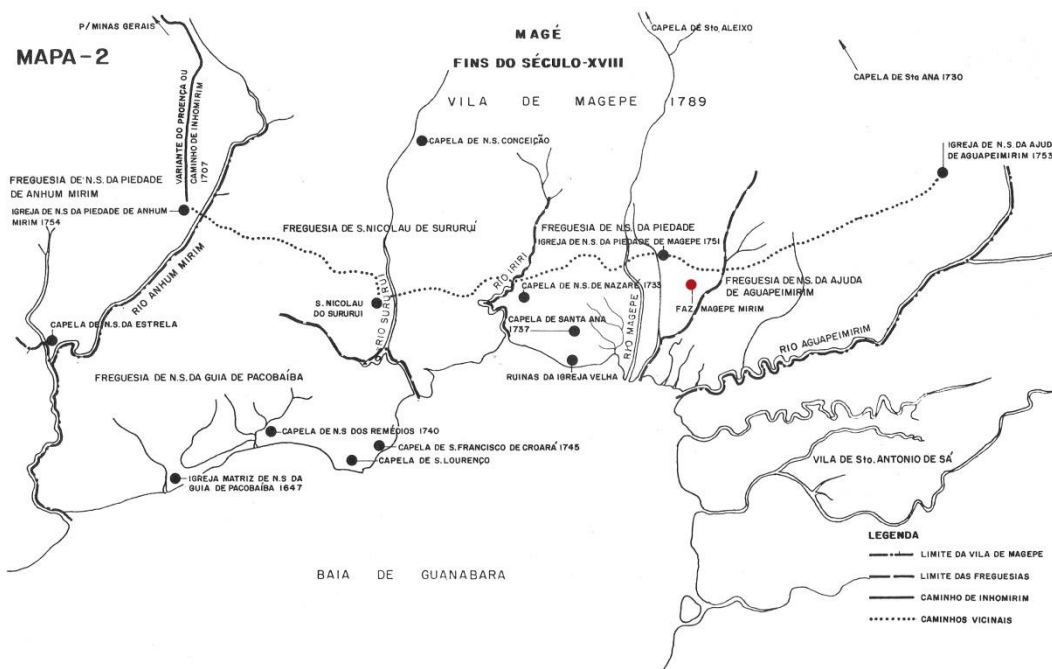 P/MINAS GERAIS
MAPA-2
MAGÉ
FINS DO SÉCULO-XVIII
VILA DE MAGEPE 1789
CAPELA DE Sto. ALEIXO
CAPELA DE Sta ANA 1730
VARIANTE DO PROENÇA OU
CAMINHO DE INHOMIRIM
1707
CAPELA DE N.S. CONCEIÇÃO
IGREJA DE N.S. DA AJUD
DE AGUAPEIMIRIM 1753
FREGUESIA DE N.S. DA PIEDADE
DE ANHUM MIRIM
IGREJA DE N.S DA PIEDADE DE ANHUM
MIRIM 1754
FREGUESIA DE S.NICOLAU DE SURURUÍ
FREGUESIA DE N.S. DA PIEDADE
IGREJA DE N.S. DA PIEDADE DE MAGEPE 1751
RIO ANHUM MIRIM
RIO IRIRI
CAPELA DE N.S. DE NAZARÉ 1733
FREGUESIA DE N.S. DA AJUDA
DE AGUAPEIMIRIM
FAZ. MAGEPE MIRIM
S. NICOLAU
DO SURURUI
RIO SURURUI
CAPELA DE SANTA ANA
1737
RIO MAGEPE
CAPELA DE N.S. DA ESTRELA
RIO AGUAPEIMIRIM
RUINAS DA IGREJA VELHA
FREGUESIA DE N.S. DA GUIA DE PACOBAÍBA
CAPELA DE N.S DOS REMÉDIOS 1740
CAPELA DE S.FRANCISCO DE CROARÁ 1745
CAPELA DE S. LOURENÇO
VILA DE Sto. ANTONIO DE SÁ
IGREJA MATRIZ DE N.S DA
GUIA DE PACOBAÍBA 1647
BAIA DE GUANABARA
LEGENDA
LIMITE DA VILA DE MAGEPE
LIMITE DAS FREGUESIAS
CAMINHO DE INHOMIRIM
CAMINHOS VICINAIS